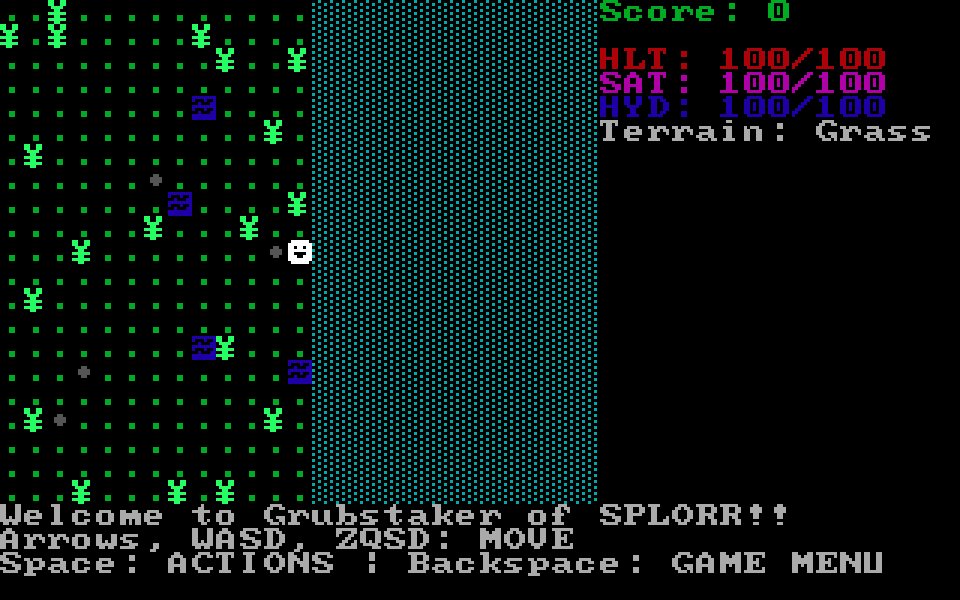 Score: 0
HLT: 100/100
SAT: 100/100
HYD: 100/100
Terrain: Grass
Welcome to Grubstaker of SPLORR!!
Arrows, WASD, ZQSD: MOVE
Space: ACTIONS | Backspace: GAME MENU